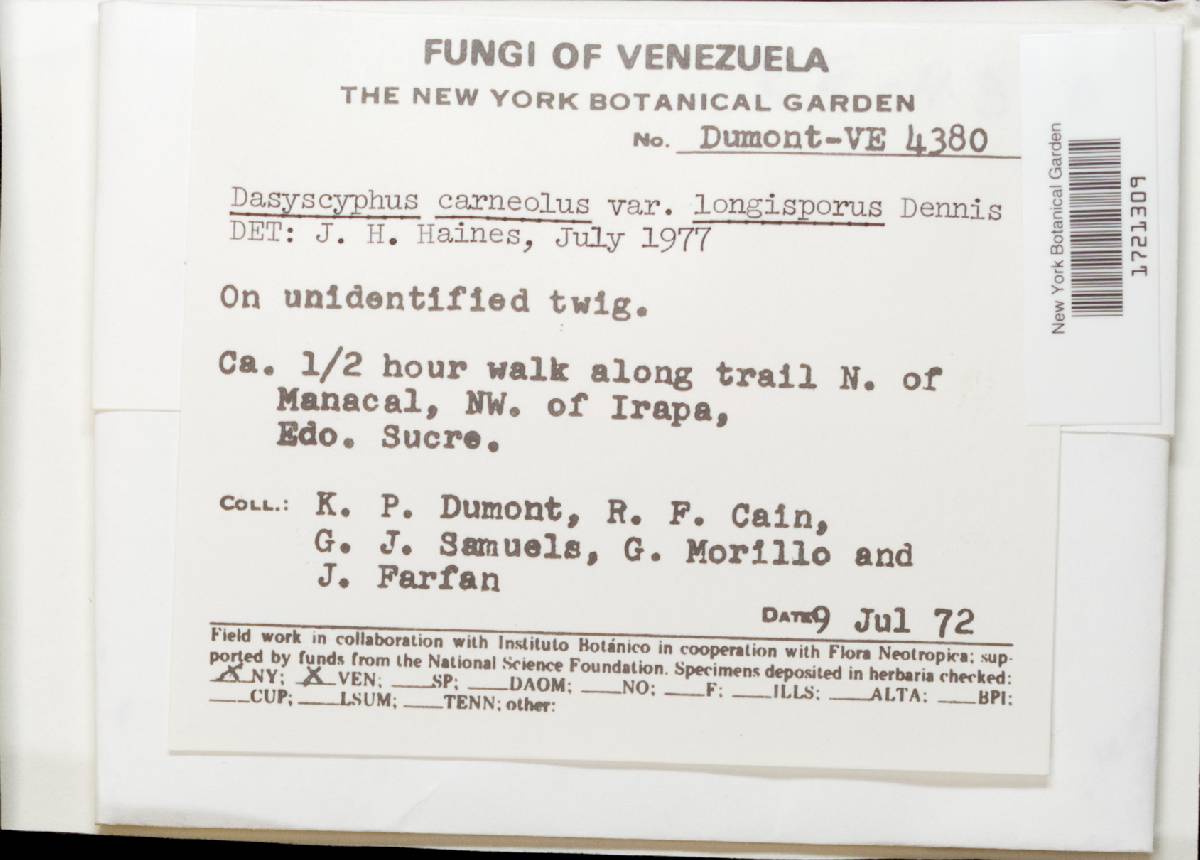 FUNGI OF VENEZUELA
THE NEW YORK BOTANICAL GARDEN
No. Dumont-VE 4380
Dasyscyphus carneolus var. longisporus Dennis
DET: J. H. Haines, July 1977
On unidentified twig.
Ca. 1/2 hour walk along trail N. of
Manacal, NW. of Irapa,
Edo. Sucre.
COLL.: K. P. Dumont, R. F. Cain,
G. J. Samuels, G. Morillo and
J. Farfan
DATE 9 Jul 72
Field work in collaboration with Instituto Botánico in cooperation with Flora Neotropica; sup-
ported by funds from the National Science Foundation. Specimens deposited in herbaria checked:
X NY; X VEN; ___SP; ___DAOM; ___NO; ___F; ___ILLS; ___ALTA; ___BPI;
___CUP; ___LSUM; ___TENN; other:
New York Botanical Garden
1721309